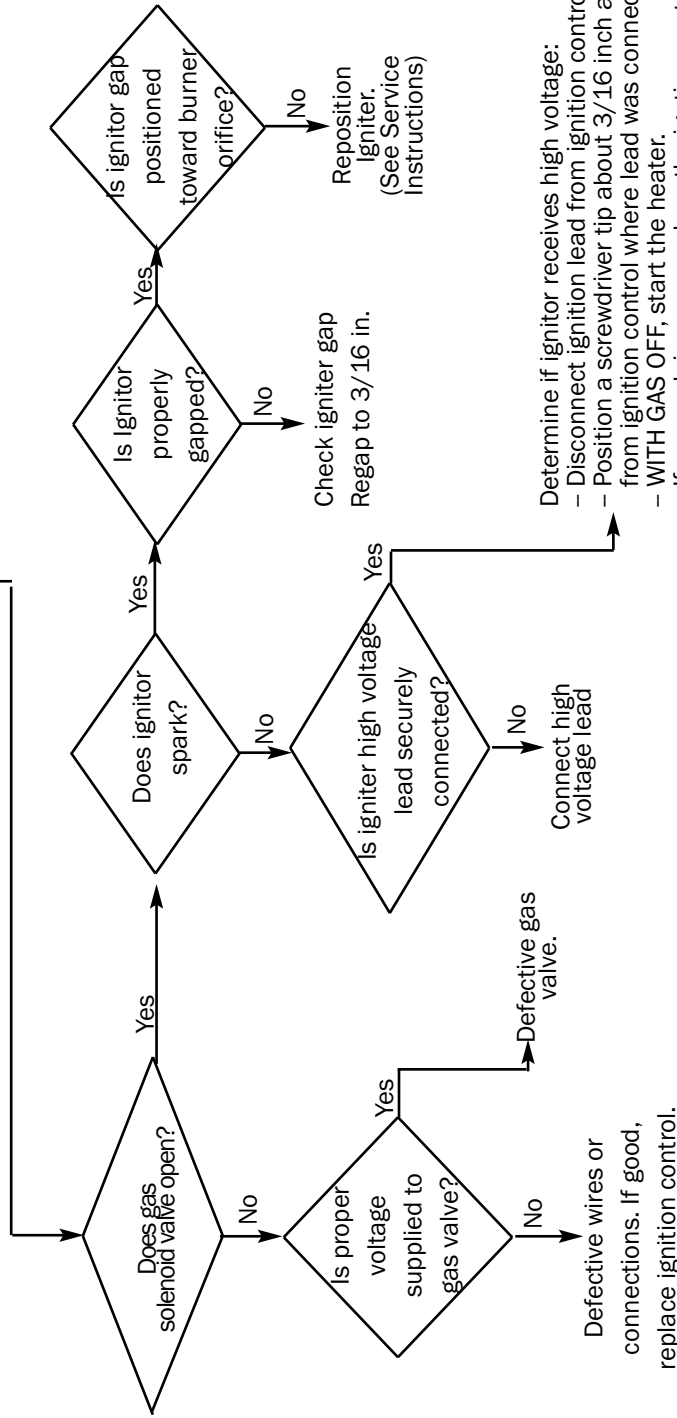 Does gas
solenoid valve open?
Yes
No
Is proper
voltage
supplied to
gas valve?
Yes
Defective gas
valve.
No
Defective wires or
connections. If good,
replace ignition control.
Does ignitor
spark?
Yes
No
Is igniter high voltage
lead securely
connected?
Yes
No
Connect high
voltage lead
Is Ignitor
properly
gapped?
Yes
No
Check igniter gap
Regap to 3/16 in.
Is ignitor gap
positioned
toward burner
orifice?
No
Reposition
Igniter.
(See Service
Instructions)
Determine if ignitor receives high voltage:
– Disconnect ignition lead from ignition contro
– Position a screwdriver tip about 3/16 inch a
from ignition control where lead was connec
– WITH GAS OFF, start the heater.